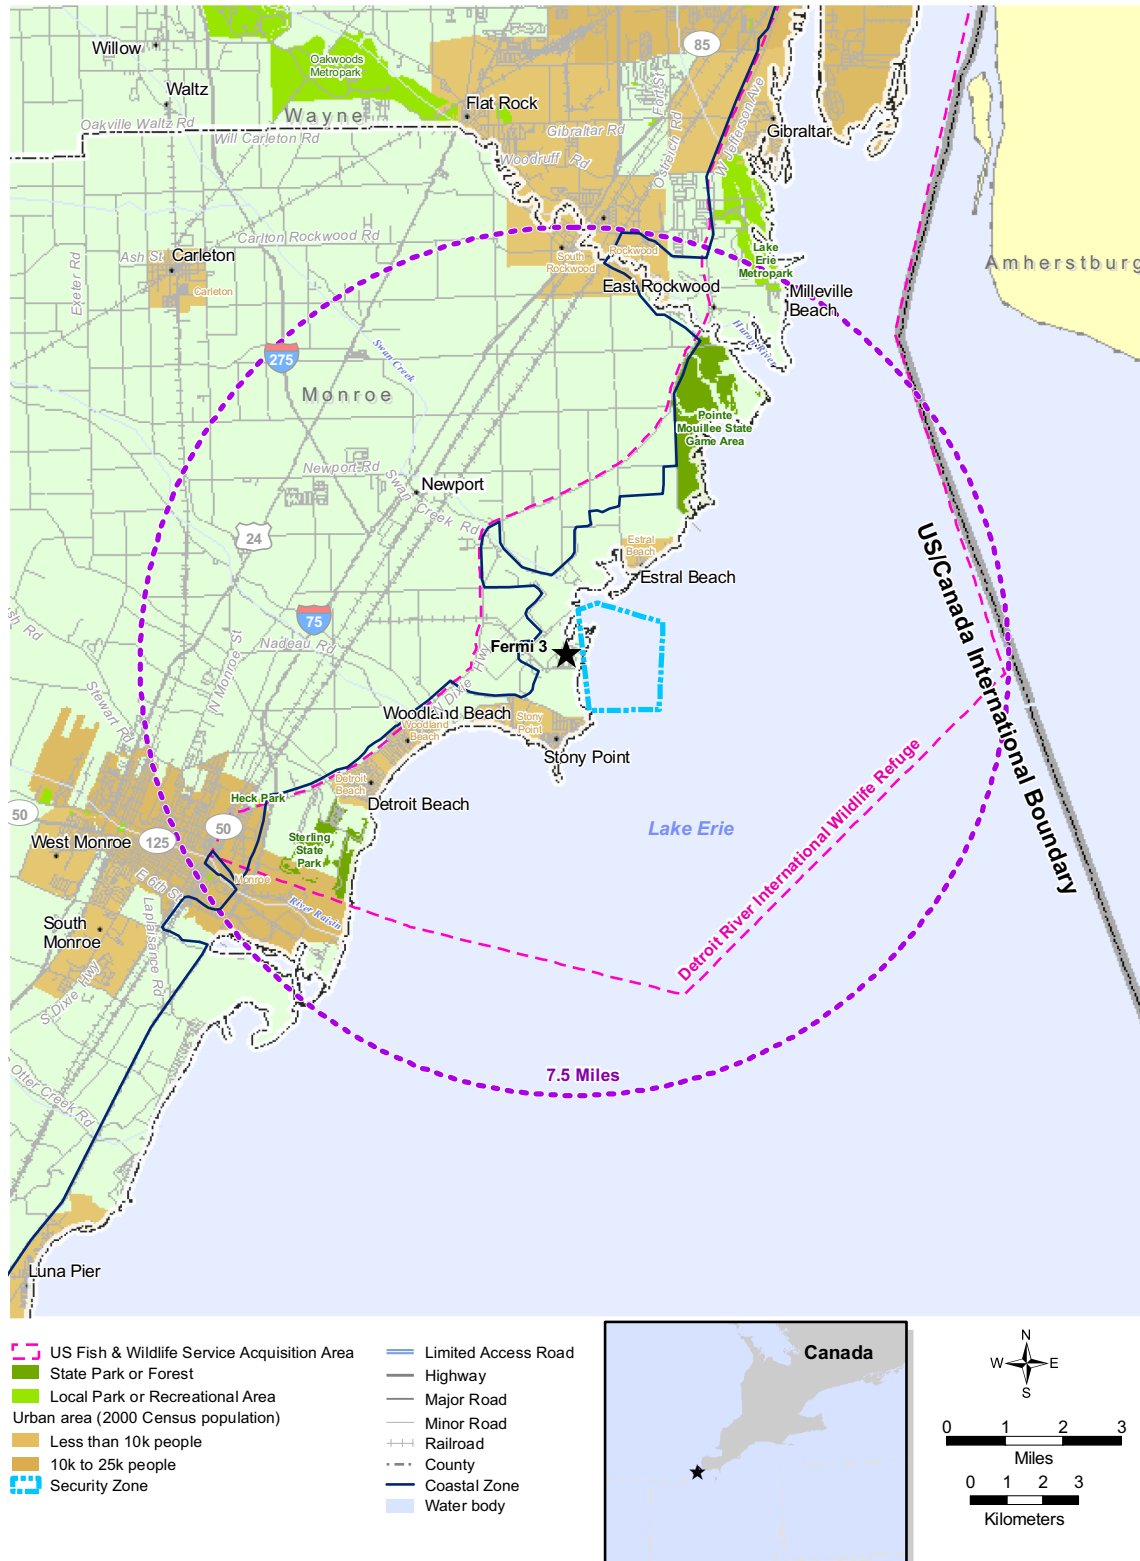 Willow
85
Oakwoods
Metropark
Waltz
Flat Rock
Fort St
W Jefferson Ave
Wayne
Oakville Waltz Rd
Will Carleton Rd
Gibraltar Rd
Gibraltar
Woodruff Rd
Ostreich Rd
Carlton Rockwood Rd
Exeter Rd
Ash St
Carleton
Carleton
South
Rockwood
Rockwood
Lake
Erie
Metropark
Amherstburg
East Rockwood
Milleville
Beach
Huron River
275
Swan Creek
Monroe
Pointe
Mouillee State
Game Area
Newport Rd
Newport
Swan Creek Rd
24
US/Canada International Boundary
Estral
Beach
Estral Beach
75
Nadeau Rd
Fermi 3
N Monroe St
Stewart Rd
Ash Rd
N Dixie Hwy
Woodland Beach
Woodland
Beach
Stony
Point
Stony Point
Detroit
Beach
Detroit Beach
Heck Park
50
50
125
West Monroe
Sterling
State
Park
Lake Erie
Detroit River International Wildlife Refuge
Monroe
E 6th St
River Raisin
South
Monroe
Laplaisance Rd
S Dixie Hwy
7.5 Miles
Otter Creek Rd
Luna Pier
US Fish & Wildlife Service Acquisition Area
State Park or Forest
Local Park or Recreational Area
Urban area (2000 Census population)
Less than 10k people
10k to 25k people
Security Zone
Limited Access Road
Highway
Major Road
Minor Road
Railroad
County
Coastal Zone
Water body
Canada
N
W E
S
0 1 2 3
Miles
0 1 2 3
Kilometers